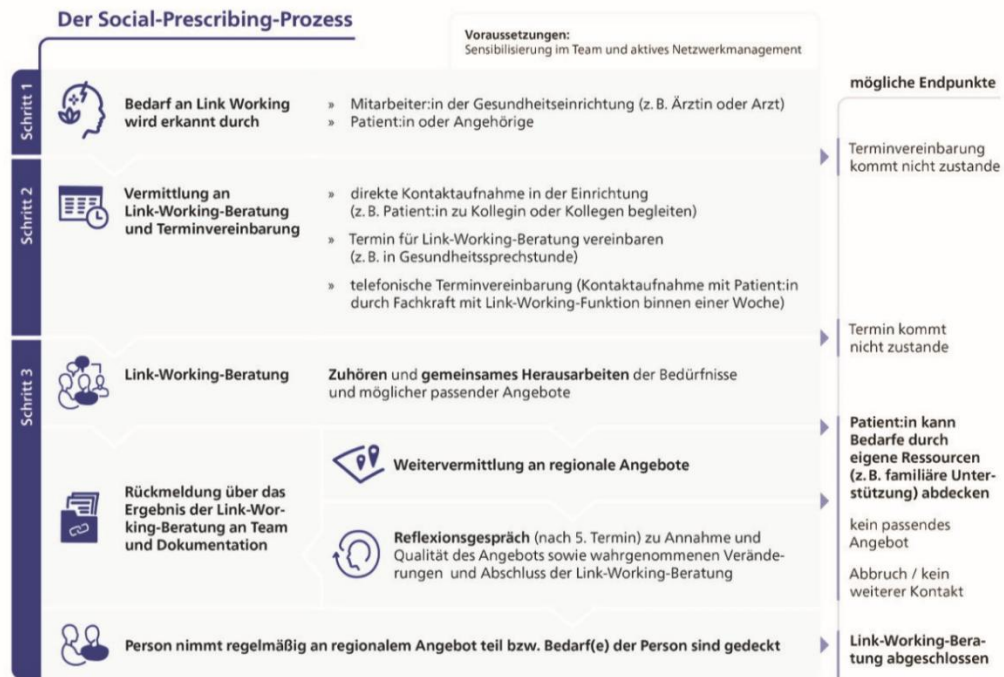 Der Social-Prescribing-Prozess
Voraussetzungen:
Sensibilisierung im Team und aktives Netzwerkmanagement
mögliche Endpunkte
Schritt 1
Bedarf an Link Working
wird erkannt durch
» Mitarbeiter:in der Gesundheitseinrichtung (z. B. Ärztin oder Arzt)
» Patient:in oder Angehörige
Terminvereinbarung
kommt nicht zustande
Schritt 2
Vermittlung an
Link-Working-Beratung
und Terminvereinbarung
» direkte Kontaktaufnahme in der Einrichtung
(z. B. Patient:in zu Kollegin oder Kollegen begleiten)
» Termin für Link-Working-Beratung vereinbaren
(z. B. in Gesundheitssprechstunde)
» telefonische Terminvereinbarung (Kontaktaufnahme mit Patient:in
durch Fachkraft mit Link-Working-Funktion binnen einer Woche)
Termin kommt
nicht zustande
Schritt 3
Link-Working-Beratung
Zuhören und gemeinsames Herausarbeiten der Bedürfnisse
und möglicher passender Angebote
Patient:in kann
Bedarfe durch
eigene Ressourcen
(z. B. familiäre Unter-
stützung) abdecken
kein passendes
Angebot
Abbruch / kein
weiterer Kontakt
Rückmeldung über das
Ergebnis der Link-Wor-
king-Beratung an Team
und Dokumentation
Weitervermittlung an regionale Angebote
Reflexionsgespräch (nach 5. Termin) zu Annahme und
Qualität des Angebots sowie wahrgenommenen Verände-
rungen und Abschluss der Link-Working-Beratung
Person nimmt regelmäßig an regionalem Angebot teil bzw. Bedarf(e) der Person sind gedeckt
Link-Working-Bera-
tung abgeschlossen